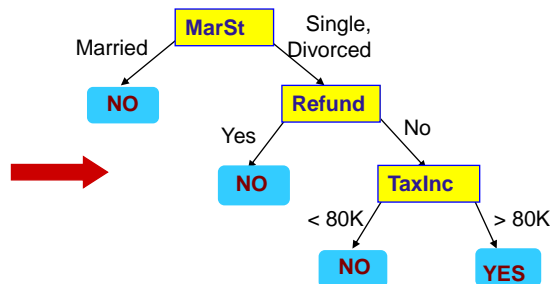 MarSt
Single,
Married
Divorced
NO
Refund
Yes
No
NO
TaxInc
< 80K
> 80K
NO
YES